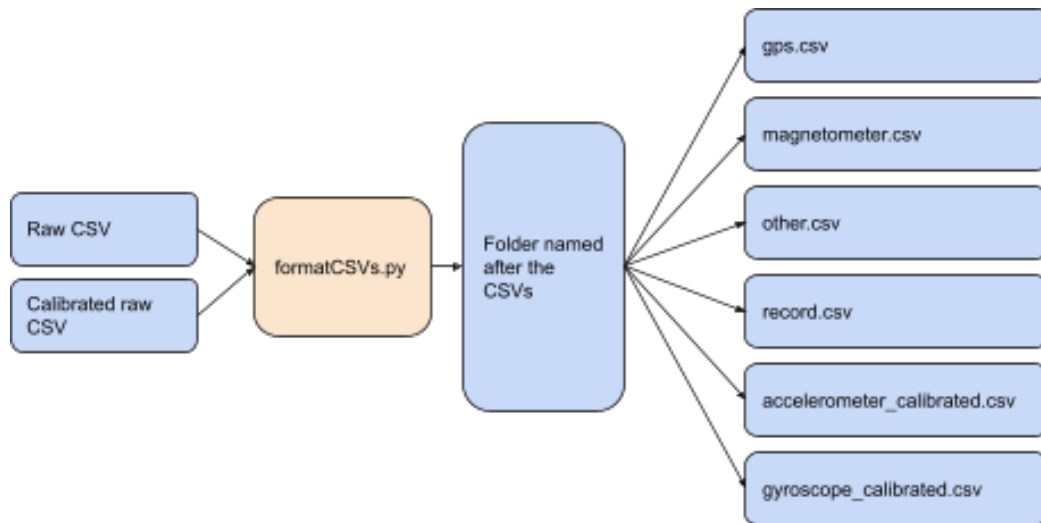 Raw CSV
Calibrated raw
CSV
formatCSVs.py
Folder named
after the
CSVs
gps.csv
magnetometer.csv
other.csv
record.csv
accelerometer_calibrated.csv
gyroscope_calibrated.csv